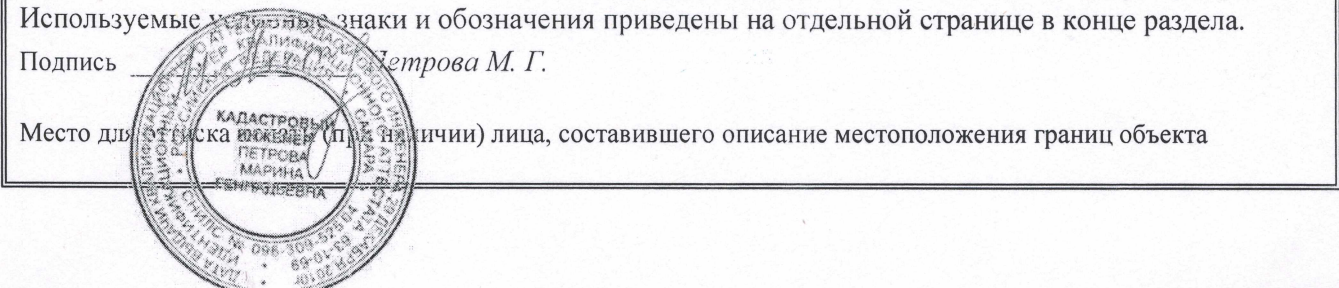 Используемые условные знаки и обозначения приведены на отдельной странице в конце раздела.
Подпись Петрова М. Г.
Место для оттиска печати (при наличии) лица, составившего описание местоположения границ объекта
КАДАСТРОВЫЙ
ИНЖЕНЕР
ПЕТРОВА
МАРИНА
ГЕННАДЬЕВНА